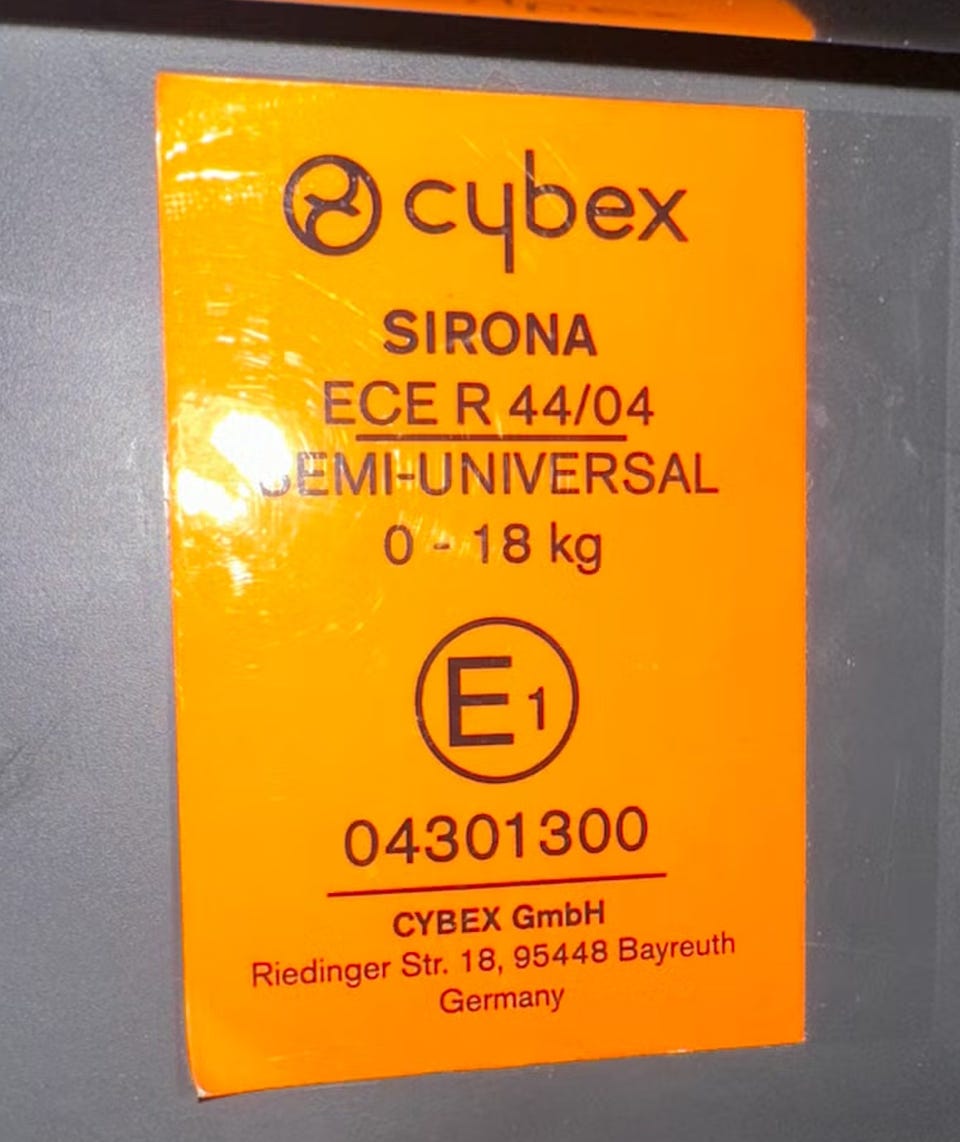 cybex
SIRONA
ECE R 44/04
SEMI-UNIVERSAL
0 - 18 kg
E1
04301300
CYBEX GmbH
Riedinger Str. 18, 95448 Bayreuth
Germany